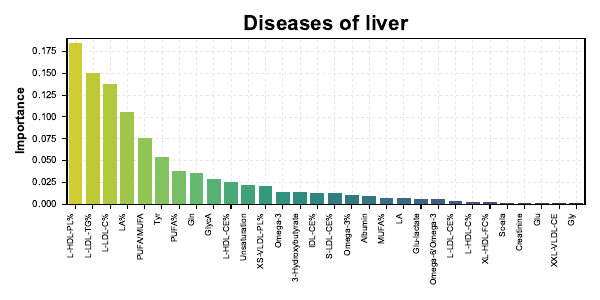 Diseases of liver
Importance
0.175
0.150
0.125
0.100
0.075
0.050
0.025
0.000
L-HDL-PL%
L-LDL-TG%
L-LDL-C%
LA%
PUFA/MUFA
Tyr
PUFA%
Gln
GlycA
L-HDL-CE%
Unsaturation
XS-VLDL-PL%
Omega-3
3-Hydroxybutyrate
IDL-CE%
S-LDL-CE%
Omega-3%
Albumin
MUFA%
LA
Glu-lactate
Omega-6/Omega-3
L-LDL-CE%
L-HDL-C%
XL-HDL-FC%
Creatinine
Glu
XXL-VLDL-CE
Gly